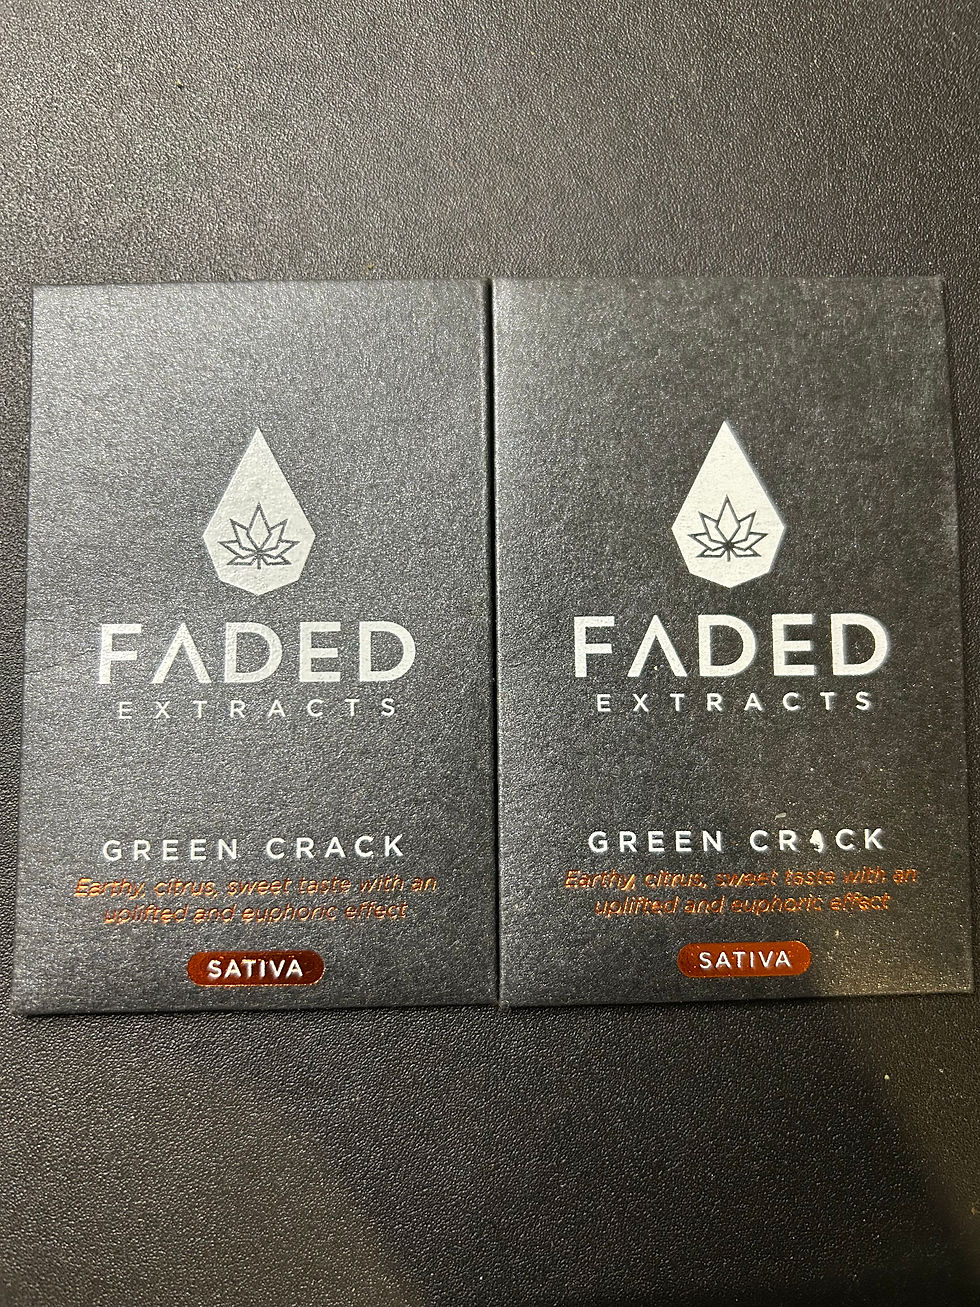 FADED
EXTRACTS
GREEN CRACK
Earthy, citrus, sweet taste with an
uplifted and euphoric effect
SATIVA
FADED
EXTRACTS
GREEN CRACK
Earthy, citrus, sweet taste with an
uplifted and euphoric effect
SATIVA